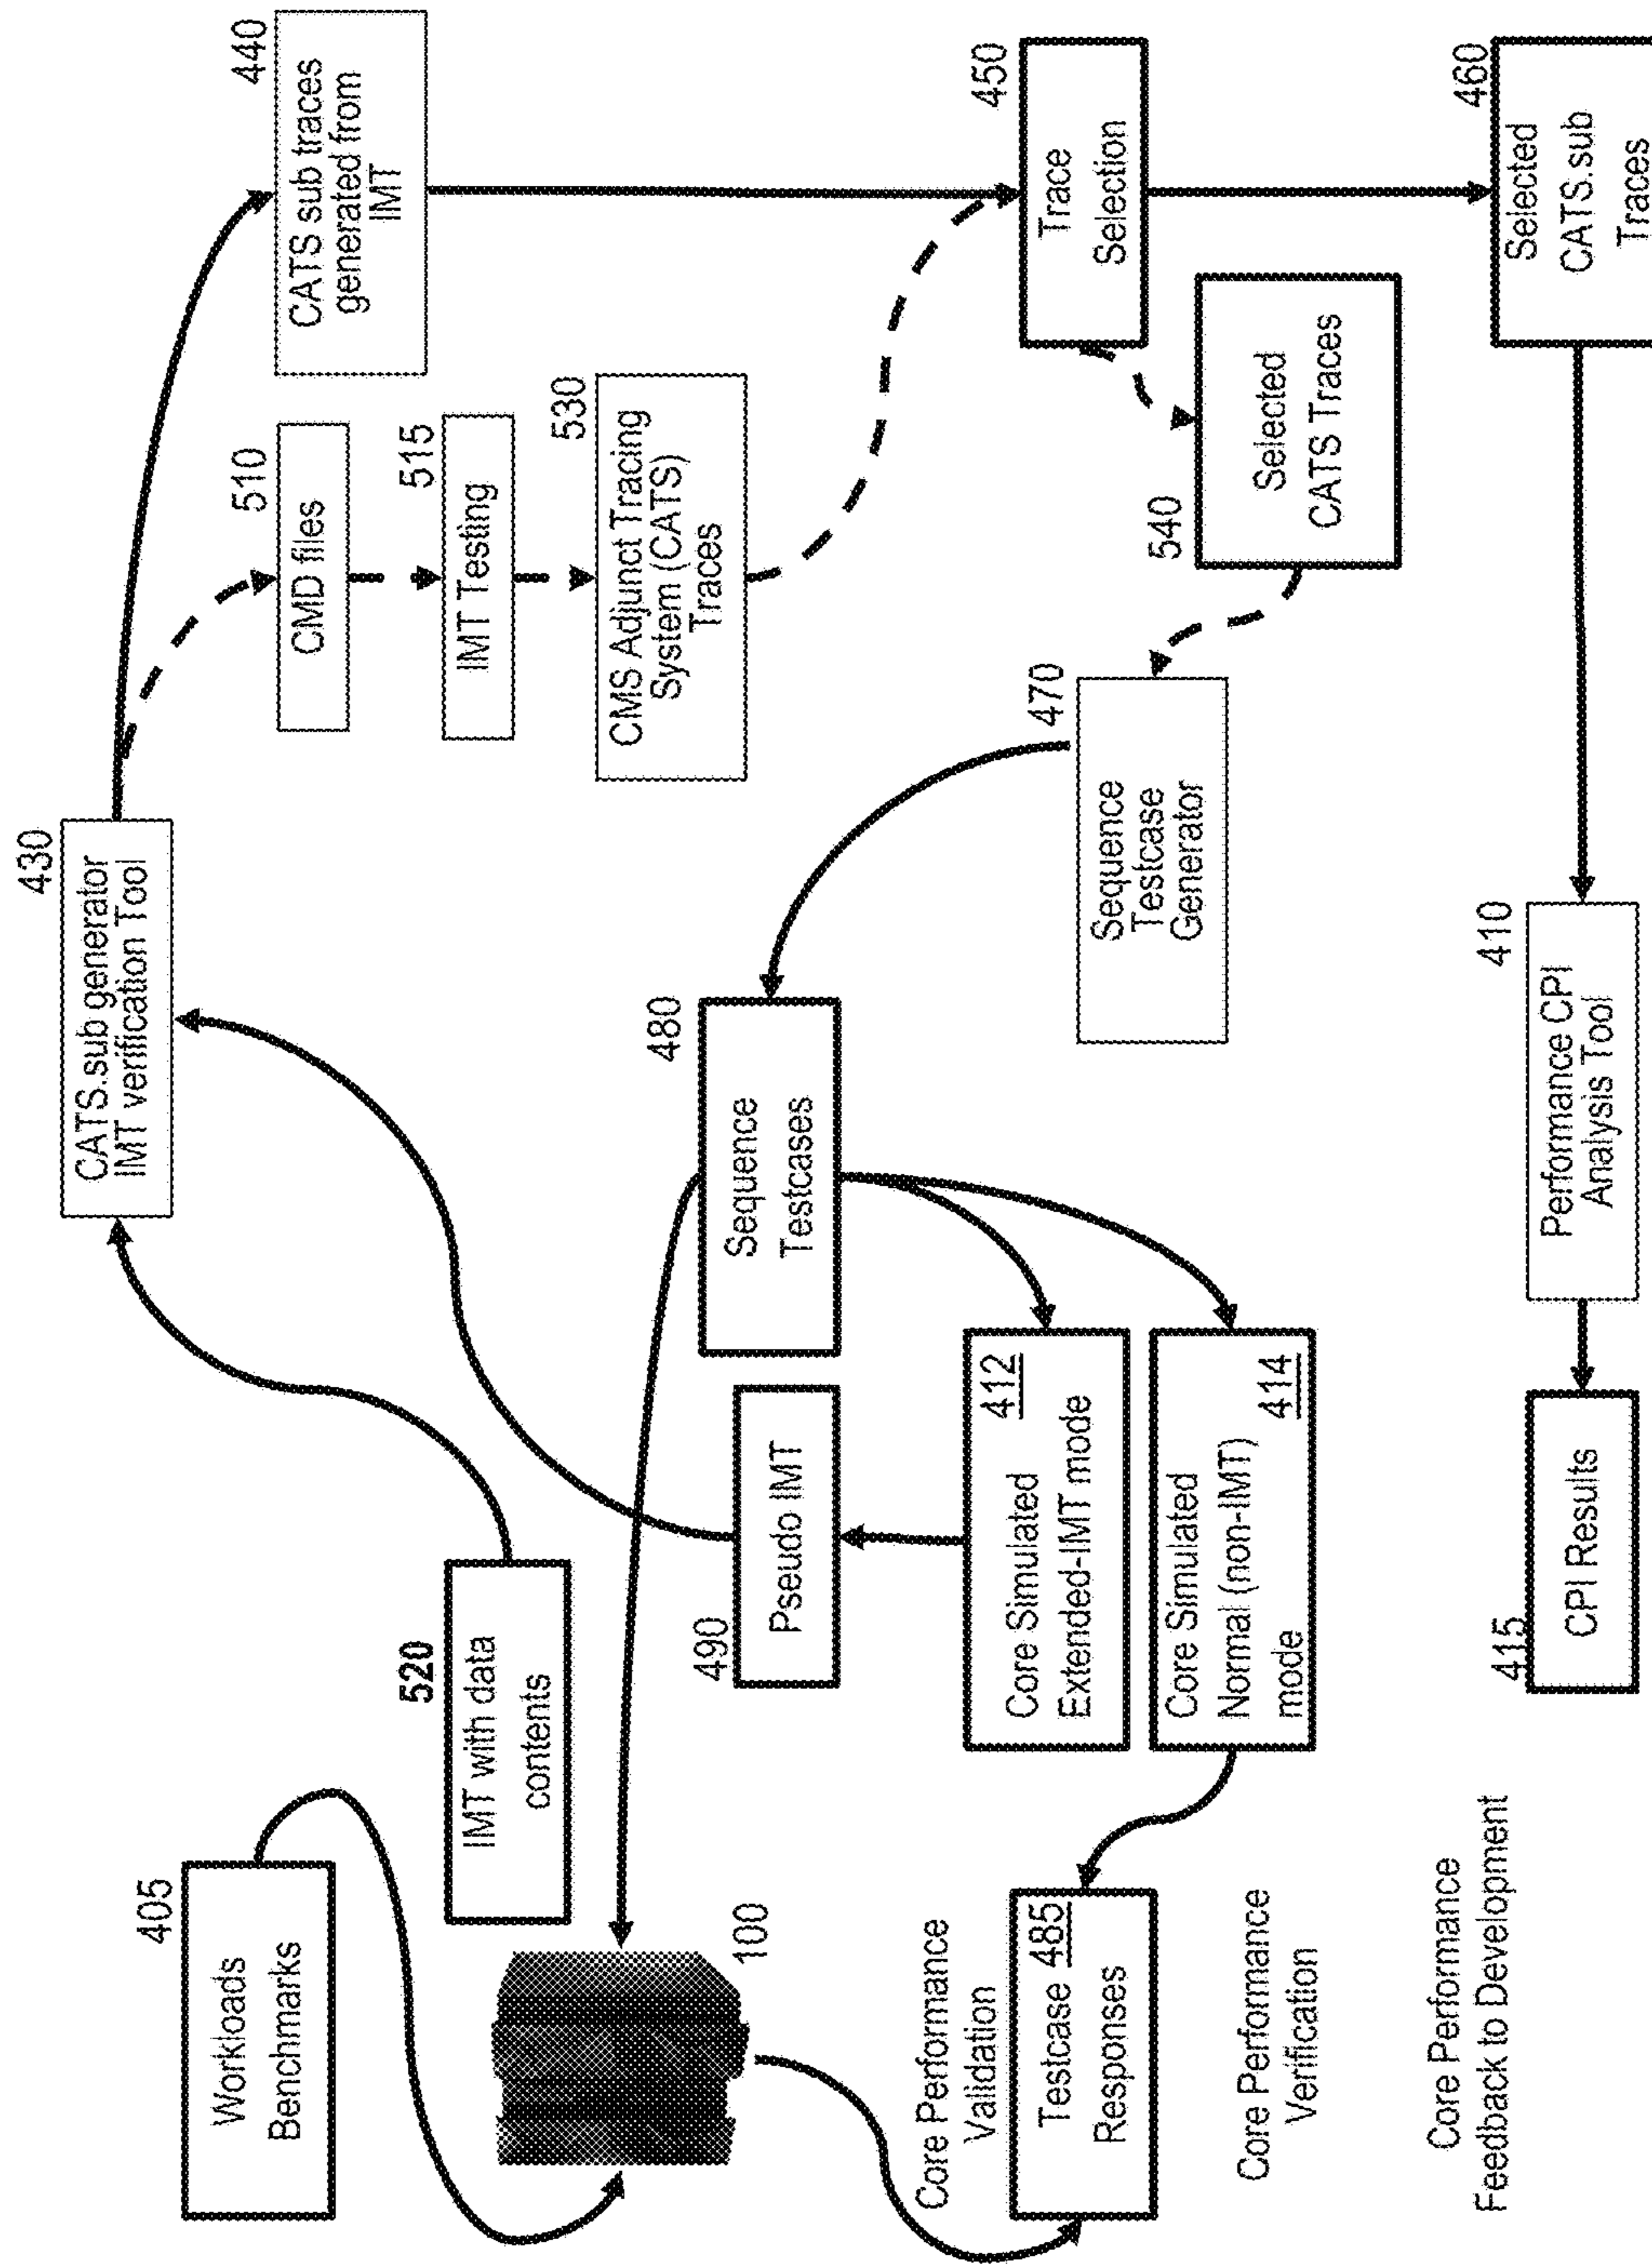 405
Workloads
Benchmarks
100
520
IMT with data
contents
430
CATS.sub generator
IMT verification Tool
440
CATS sub traces
generated from
IMT
510
CMD files
515
IMT Testing
530
CMS Adjunct Tracing
System (CATS)
Traces
450
Trace
Selection
540
Selected
CATS Traces
460
Selected
CATS.sub
Traces
470
Sequence
Testcase
Generator
480
Sequence
Testcases
490
Pseudo IMT
Core Simulated 412
Extended-IMT mode
Core Simulated
Normal (non-IMT)
mode 414
Core Performance
Validation
Testcase 485
Responses
Core Performance
Verification
410
Performance CPI
Analysis Tool
415
CPI Results
Core Performance
Feedback to Development